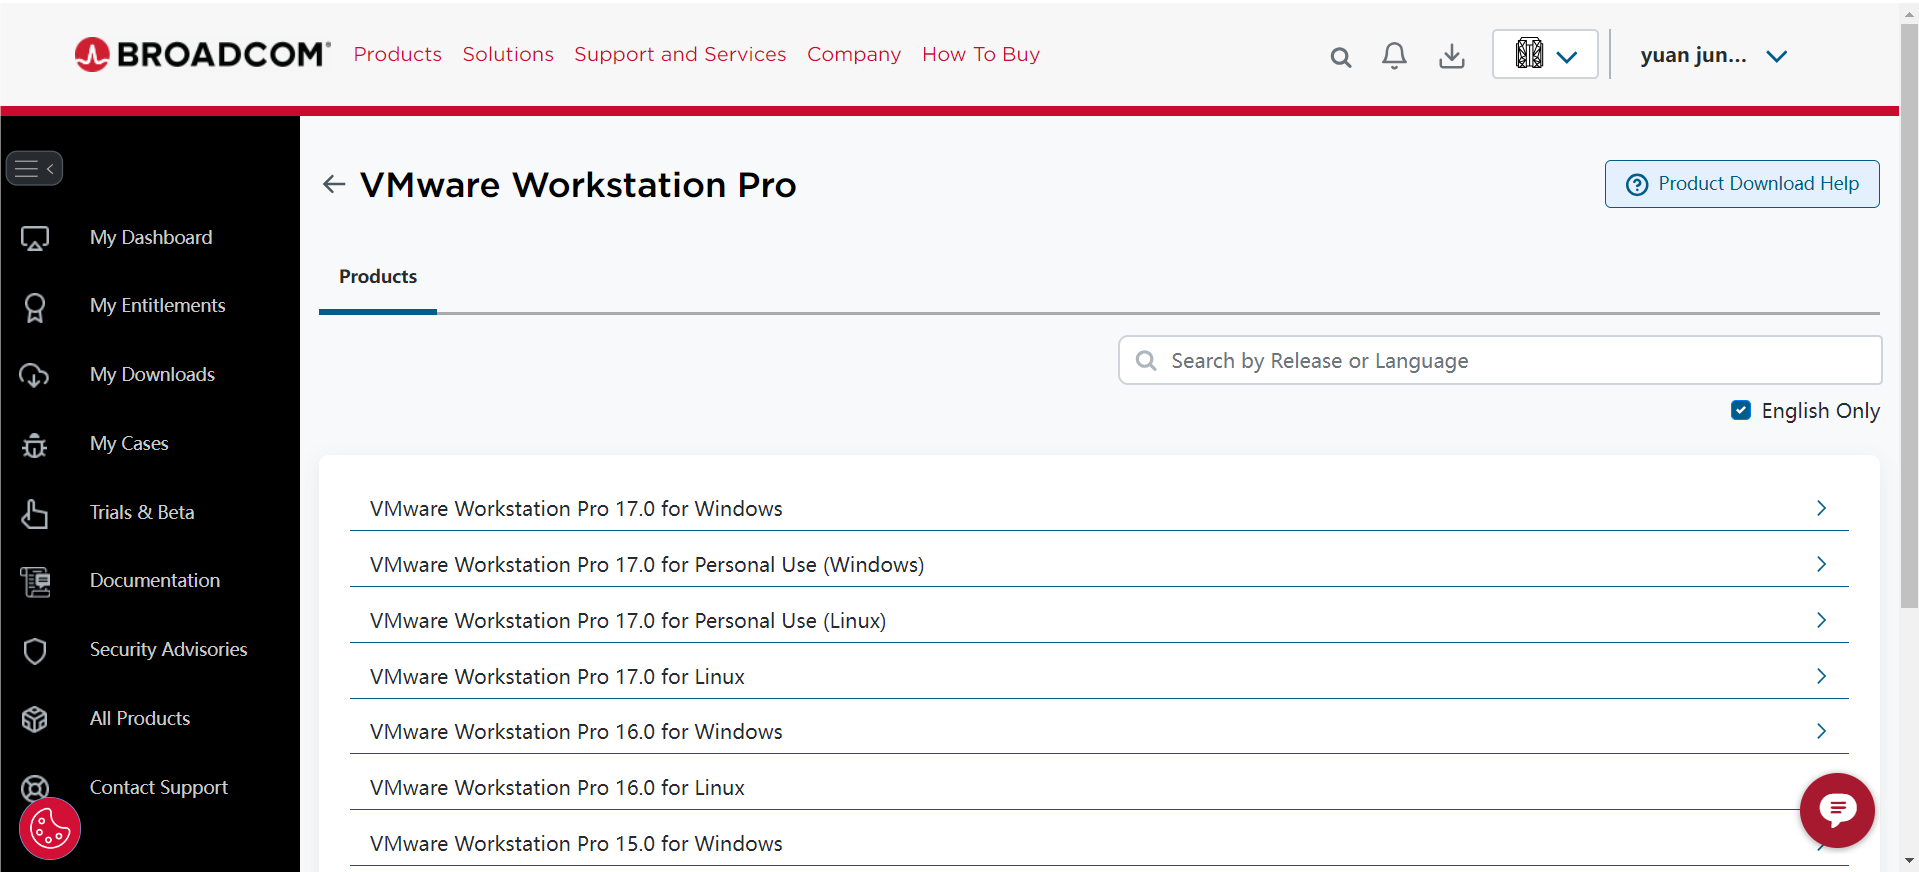 BROADCOM®
Products Solutions Support and Services Company How To Buy
yuan jun...
VMware Workstation Pro
Product Download Help
My Dashboard
My Entitlements
My Downloads
My Cases
Trials & Beta
Documentation
Security Advisories
All Products
Contact Support
Products
Search by Release or Language
English Only
VMware Workstation Pro 17.0 for Windows
VMware Workstation Pro 17.0 for Personal Use (Windows)
VMware Workstation Pro 17.0 for Personal Use (Linux)
VMware Workstation Pro 17.0 for Linux
VMware Workstation Pro 16.0 for Windows
VMware Workstation Pro 16.0 for Linux
VMware Workstation Pro 15.0 for Windows